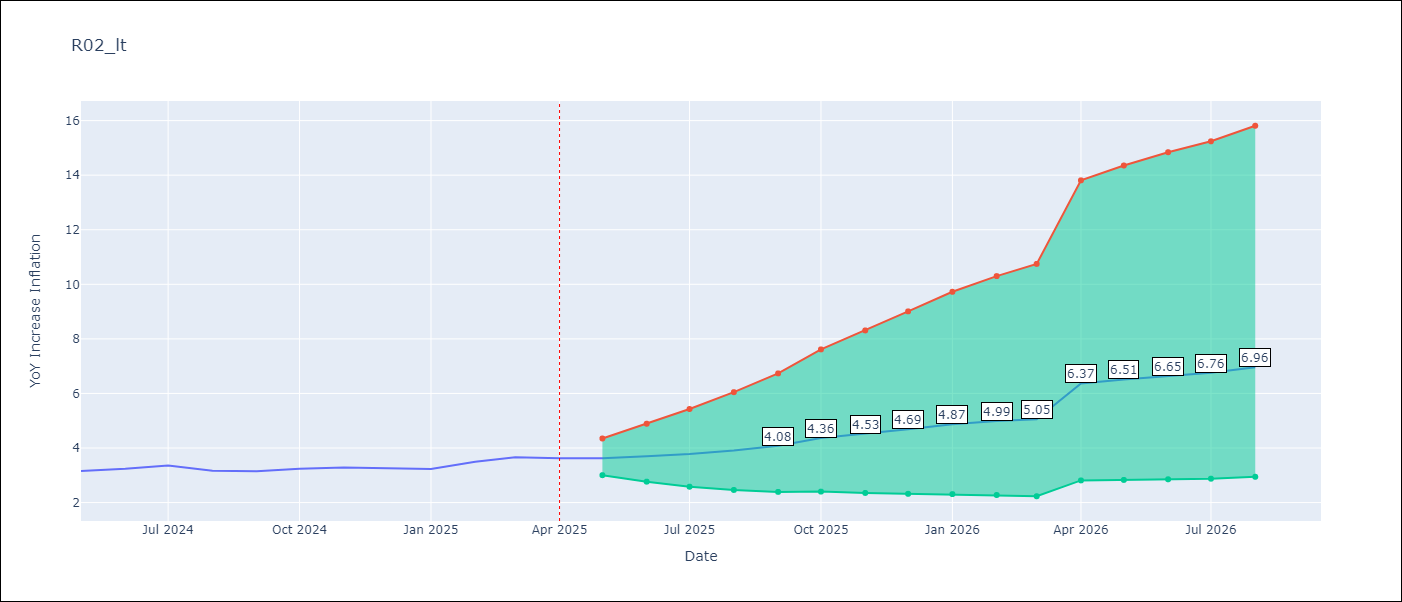 R02_lt
YoY Increase Inflation
16
14
12
10
8
6
4
2
4.08
4.36
4.53
4.69
4.87
4.99
5.05
6.37
6.51
6.65
6.76
6.96
Jul 2024
Oct 2024
Jan 2025
Apr 2025
Jul 2025
Oct 2025
Jan 2026
Apr 2026
Jul 2026
Date